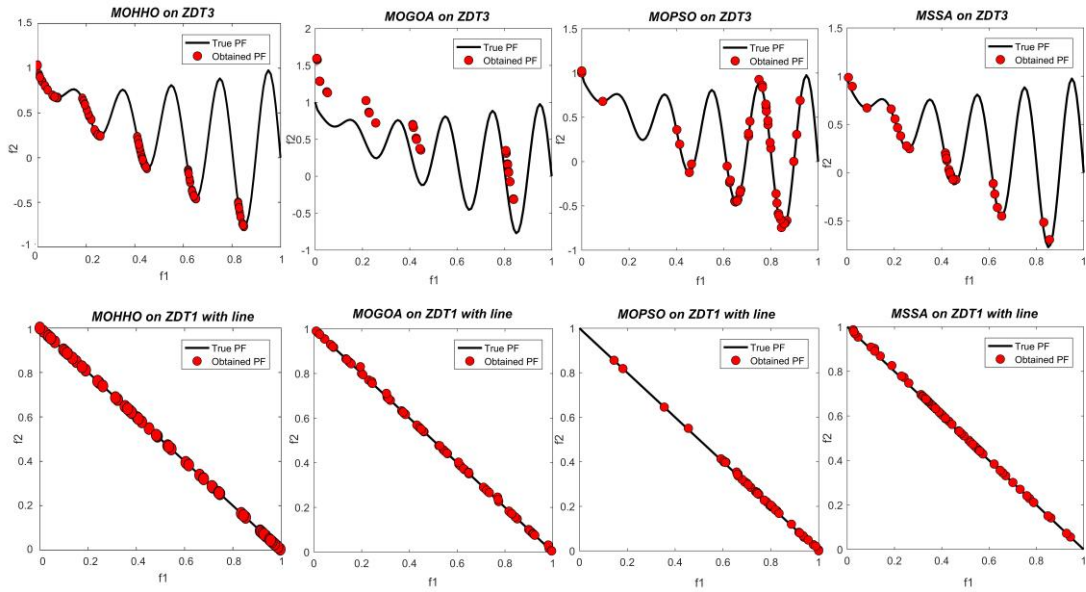 MOHHO on ZDT3
1.5
1
0.5
0
-0.5
-1
f2
0
0.2
0.4
0.6
0.8
1
f1
True PF
Obtained PF
MOGOA on ZDT3
2
1.5
1
0.5
0
-0.5
-1
f2
0
0.2
0.4
0.6
0.8
1
f1
True PF
Obtained PF
MOPSO on ZDT3
1.5
1
0.5
0
-0.5
-1
f2
0
0.2
0.4
0.6
0.8
1
f1
True PF
Obtained PF
MSSA on ZDT3
1.5
1
0.5
0
-0.5
-1
f2
0
0.2
0.4
0.6
0.8
1
f1
True PF
Obtained PF
MOHHO on ZDT1 with line
1
0.8
0.6
0.4
0.2
0
f2
0
0.2
0.4
0.6
0.8
1
f1
True PF
Obtained PF
MOGOA on ZDT1 with line
1
0.8
0.6
0.4
0.2
0
f2
0
0.2
0.4
0.6
0.8
1
f1
True PF
Obtained PF
MOPSO on ZDT1 with line
1
0.8
0.6
0.4
0.2
0
f2
0
0.2
0.4
0.6
0.8
1
f1
True PF
Obtained PF
MSSA on ZDT1 with line
1
0.8
0.6
0.4
0.2
0
f2
0
0.2
0.4
0.6
0.8
1
f1
True PF
Obtained PF